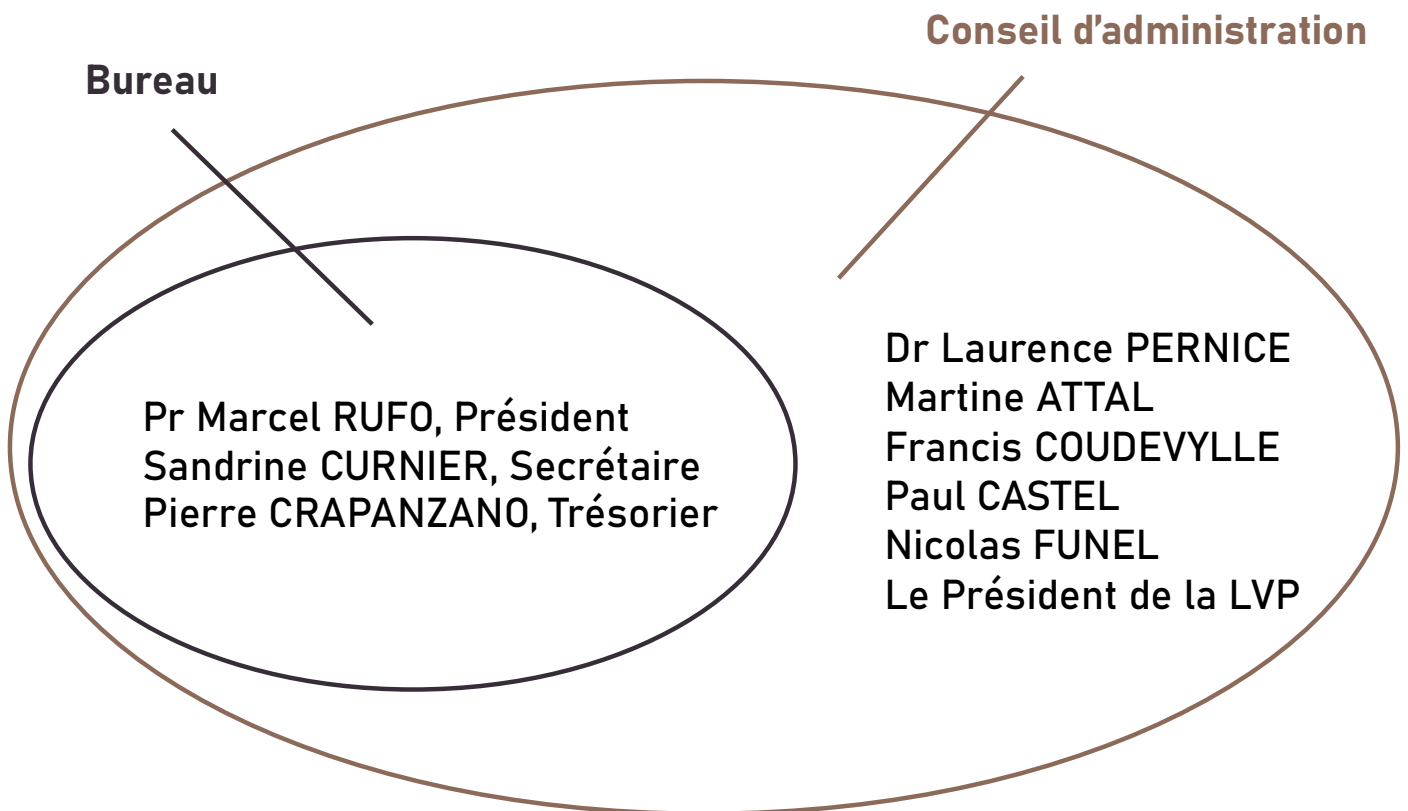 Conseil d'administration
Bureau
Pr Marcel RUFO, Président
Sandrine CURNIER, Secrétaire
Pierre CRAPANZANO, Trésorier
Dr Laurence PERNICE
Martine ATTAL
Francis COUDEVYLLE
Paul CASTEL
Nicolas FUNEL
Le Président de la LVP